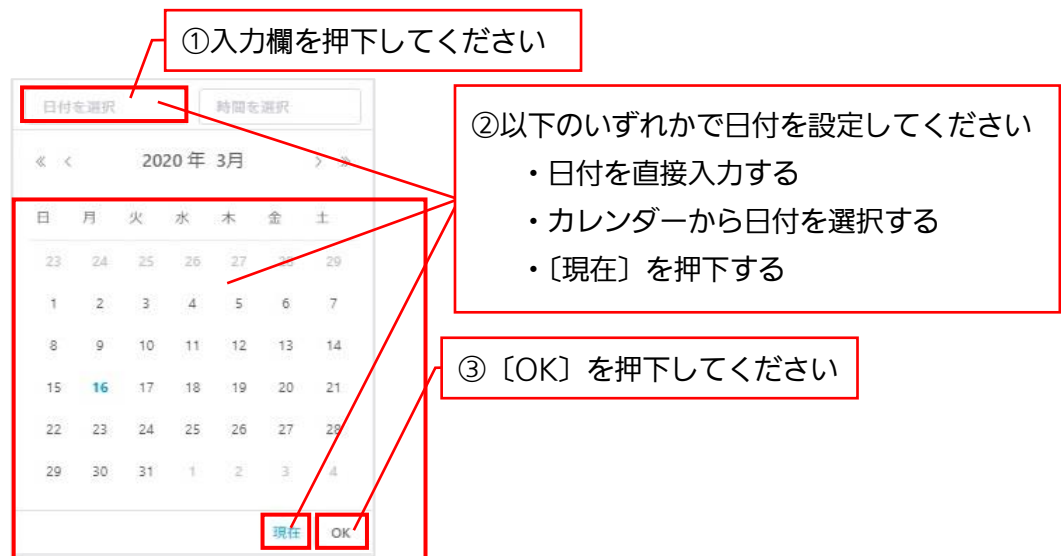 ①入力欄を押下してください
日付を選択 時間を選択
« < 2020 年 3月 > »
②以下のいずれかで日付を設定してください
・日付を直接入力する
・カレンダーから日付を選択する
・〔現在〕を押下する
日 月 火 水 木 金 土
23 24 25 26 27 28 29
1 2 3 4 5 6 7
8 9 10 11 12 13 14
15 16 17 18 19 20 21
22 23 24 25 26 27 28
29 30 31 1 2 3 4
③〔OK〕を押下してください
現在 OK